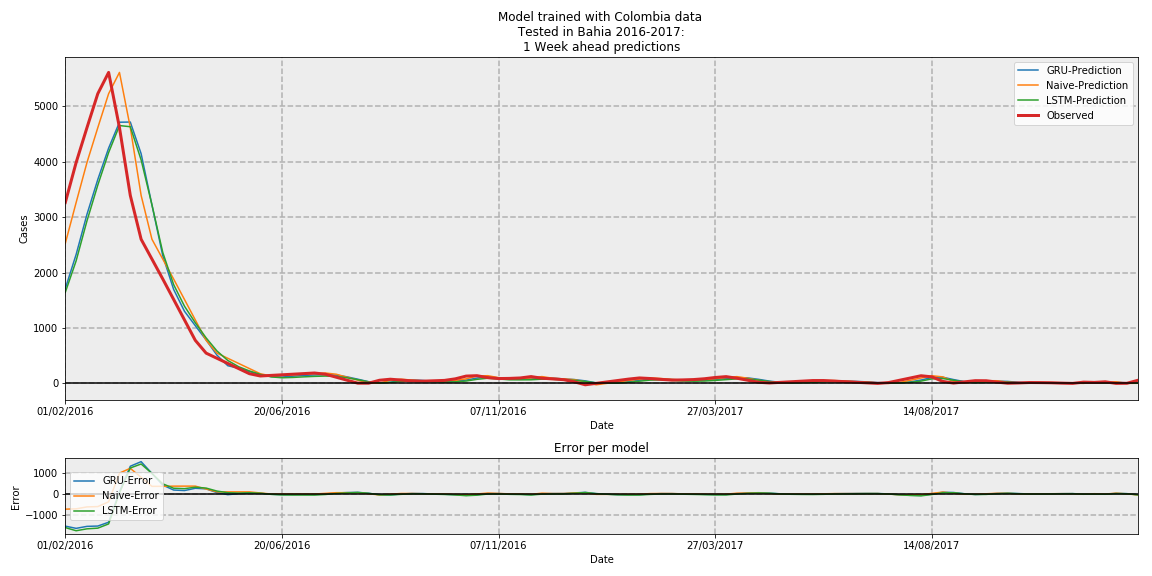 Model trained with Colombia data
Tested in Bahia 2016-2017:
1 Week ahead predictions
GRU-Prediction
Naive-Prediction
LSTM-Prediction
Observed
Cases
5000
4000
3000
2000
1000
0
01/02/2016 20/06/2016 07/11/2016 27/03/2017 14/08/2017
Date
Error per model
GRU-Error
Naive-Error
LSTM-Error
Error
1000
0
−1000
01/02/2016 20/06/2016 07/11/2016 27/03/2017 14/08/2017
Date